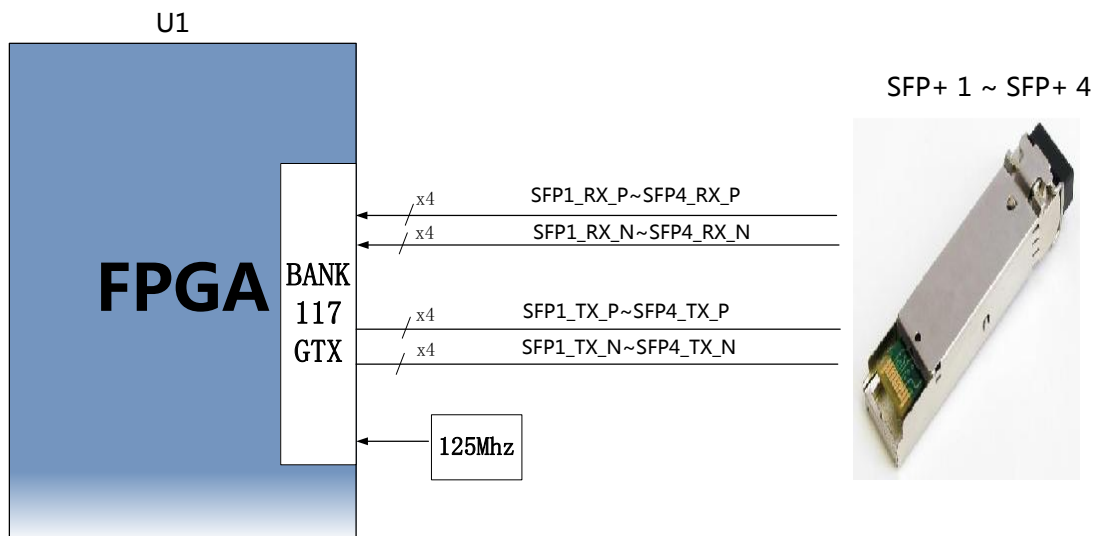 U1
SFP+ 1 ~ SFP+ 4
x4
SFP1_RX_P~SFP4_RX_P
x4
SFP1_RX_N~SFP4_RX_N
FPGA
BANK
117
GTX
x4
SFP1_TX_P~SFP4_TX_P
x4
SFP1_TX_N~SFP4_TX_N
125Mhz